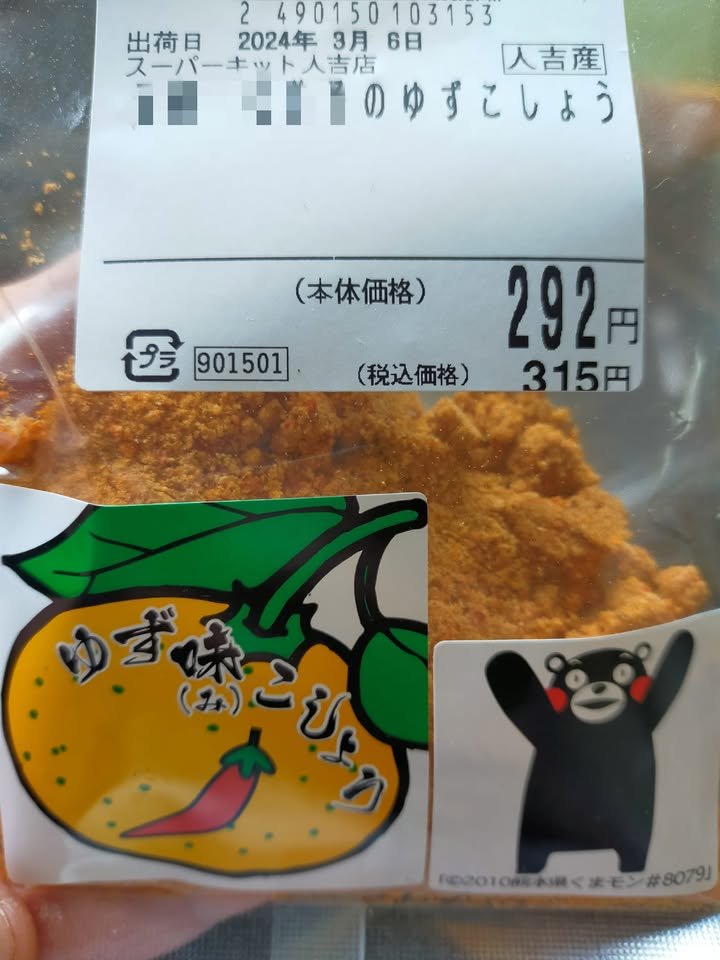 2 490150 103153
出荷日 2024年 3月 6日
スーパーキット人吉店
人吉産
のゆずこしょう
(本体価格) 292円
プラ 901501
(税込価格) 315円
ゆず味こしょう
(み)
「©2010熊本県くまモン#8079」